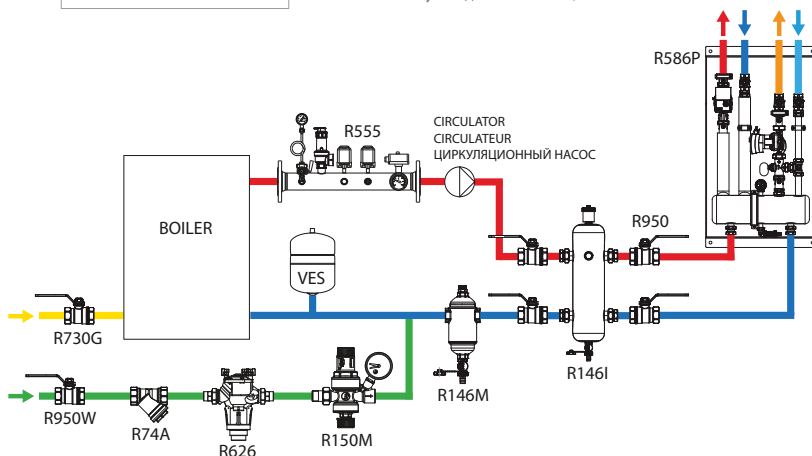 R586P
CIRCULATOR
CIRCULATEUR
ЦИРКУЛЯЦИОННЫЙ НАСОС
R555
BOILER
R950
VES
R730G
R146I
R146M
R950W
R74A
R150M
R626